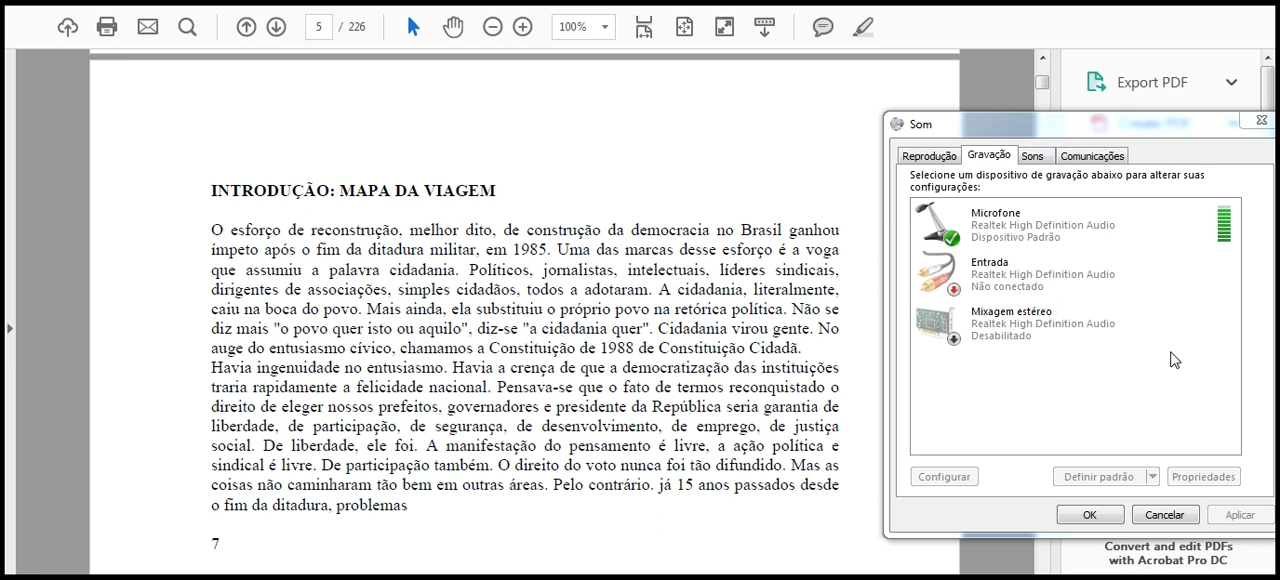 5 / 226
100%
Export PDF
INTRODUÇÃO: MAPA DA VIAGEM
O esforço de reconstrução, melhor dito, de construção da democracia no Brasil ganhou
ímpeto após o fim da ditadura militar, em 1985. Uma das marcas desse esforço é a voga
que assumiu a palavra cidadania. Políticos, jornalistas, intelectuais, líderes sindicais,
dirigentes de associações, simples cidadãos, todos a adotaram. A cidadania, literalmente,
caiu na boca do povo. Mais ainda, ela substituiu o próprio povo na retórica política. Não se
diz mais "o povo quer isto ou aquilo", diz-se "a cidadania quer". Cidadania virou gente. No
auge do entusiasmo cívico, chamamos a Constituição de 1988 de Constituição Cidadã.
Havia ingenuidade no entusiasmo. Havia a crença de que a democratização das instituições
traria rapidamente a felicidade nacional. Pensava-se que o fato de termos reconquistado o
direito de eleger nossos prefeitos, governadores e presidente da República seria garantia de
liberdade, de participação, de segurança, de desenvolvimento, de emprego, de justiça
social. De liberdade, ele foi. A manifestação do pensamento é livre, a ação política e
sindical é livre. De participação também. O direito do voto nunca foi tão difundido. Mas as
coisas não caminharam tão bem em outras áreas. Pelo contrário. já 15 anos passados desde
o fim da ditadura, problemas
7
Som
Reprodução Gravação Sons Comunicações
Selecione um dispositivo de gravação abaixo para alterar suas
configurações:
Microfone
Realtek High Definition Audio
Dispositivo Padrão
Entrada
Realtek High Definition Audio
Não conectado
Mixagem estéreo
Realtek High Definition Audio
Desabilitado
Configurar Definir padrão Propriedades
OK Cancelar Aplicar
Convert and edit PDFs
with Acrobat Pro DC